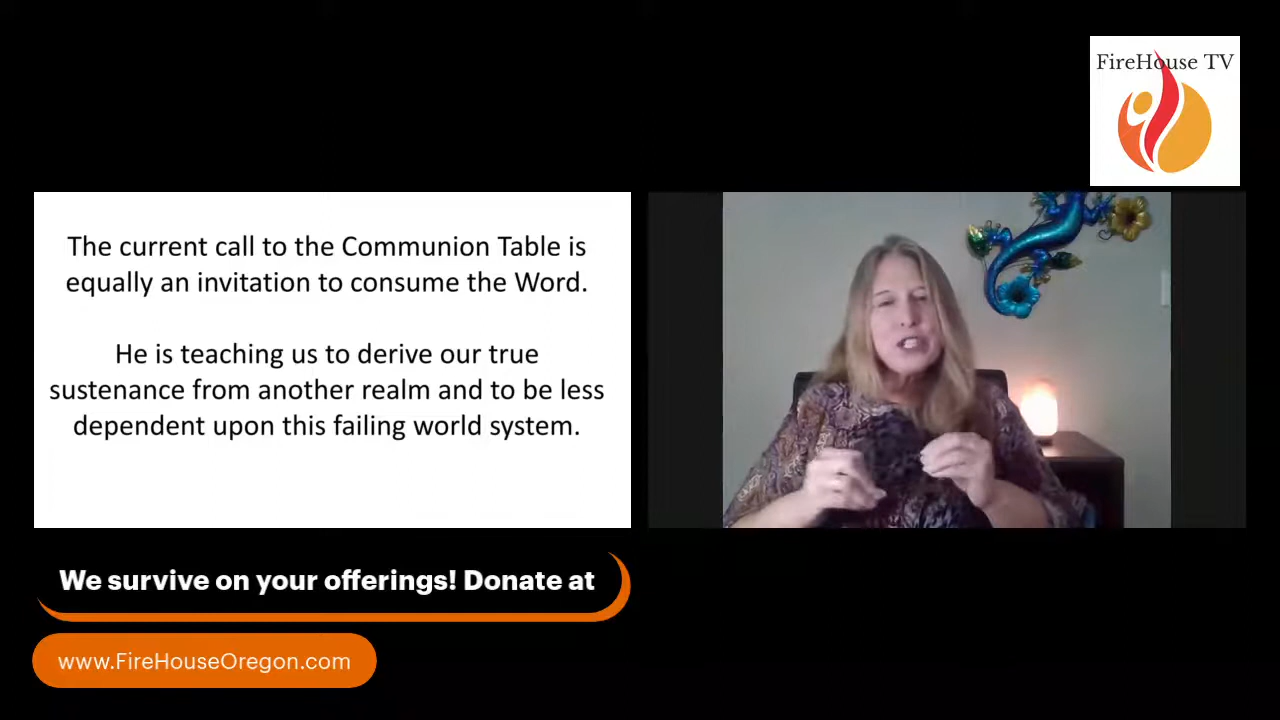 FireHouse TV
The current call to the Communion Table is
equally an invitation to consume the Word.
He is teaching us to derive our true
sustenance from another realm and to be less
dependent upon this failing world system.
We survive on your offerings! Donate at
www.FireHouseOregon.com